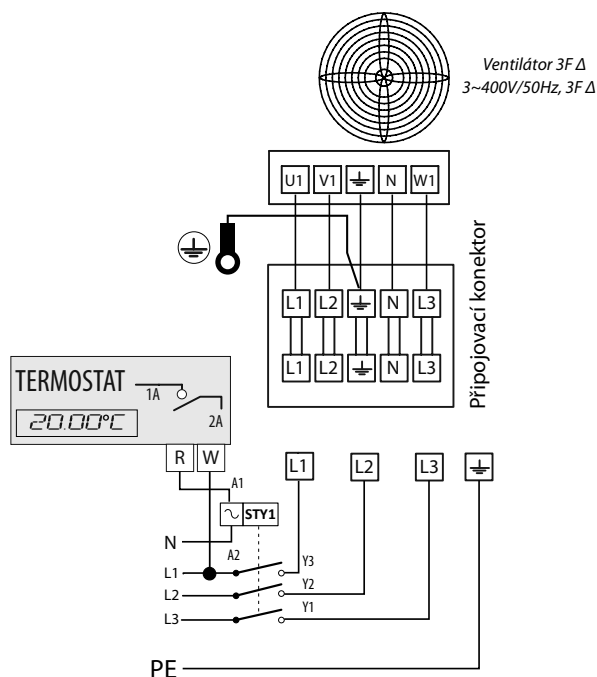 Ventilátor 3F Δ
3~400V/50Hz, 3F Δ
U1 V1 N W1
Připojovací konektor
L1 L2 N L3
L1 L2 N L3
TERMOSTAT
1A
2A
20.00°C
R W
L1 L2 L3
A1
STY1
N
A2
L1 Y3
L2 Y2
L3 Y1
PE